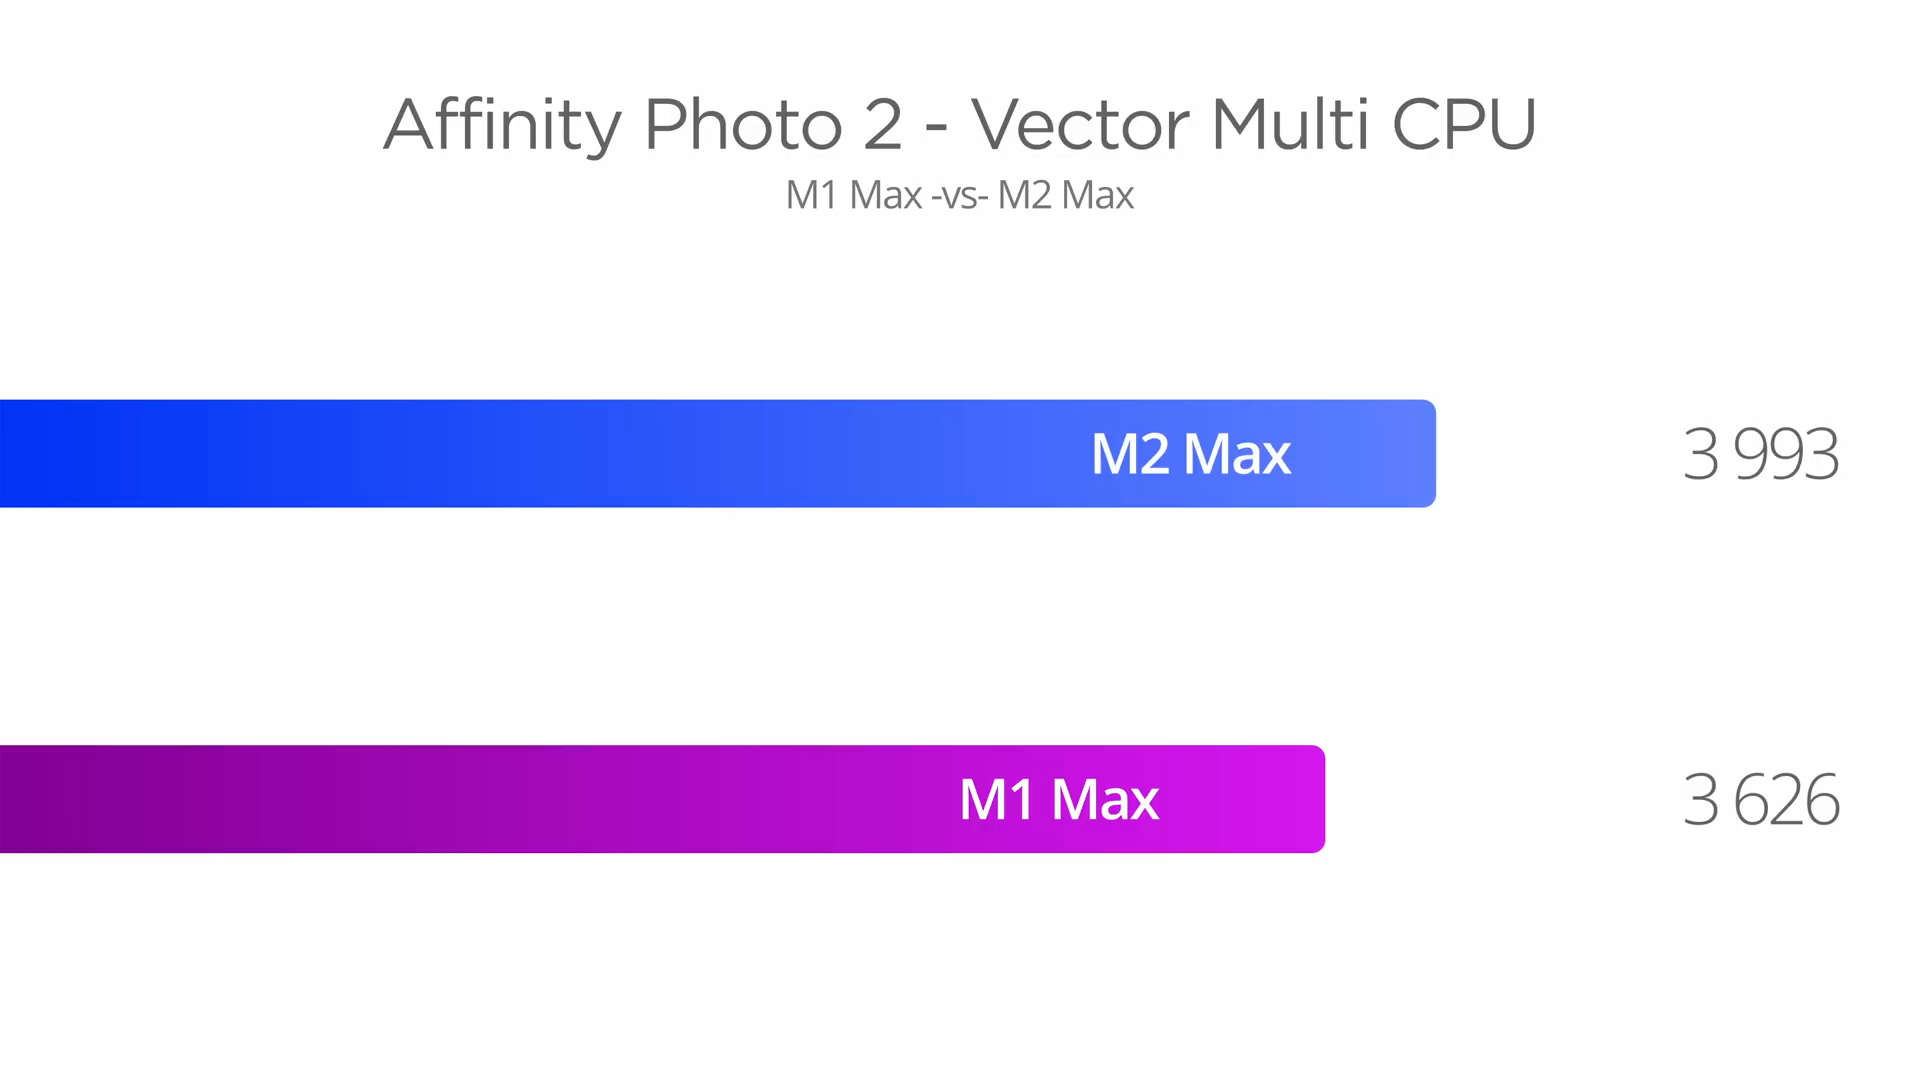 Affinity Photo 2 - Vector Multi CPU
M1 Max -vs- M2 Max
M2 Max 3 993
M1 Max 3 626